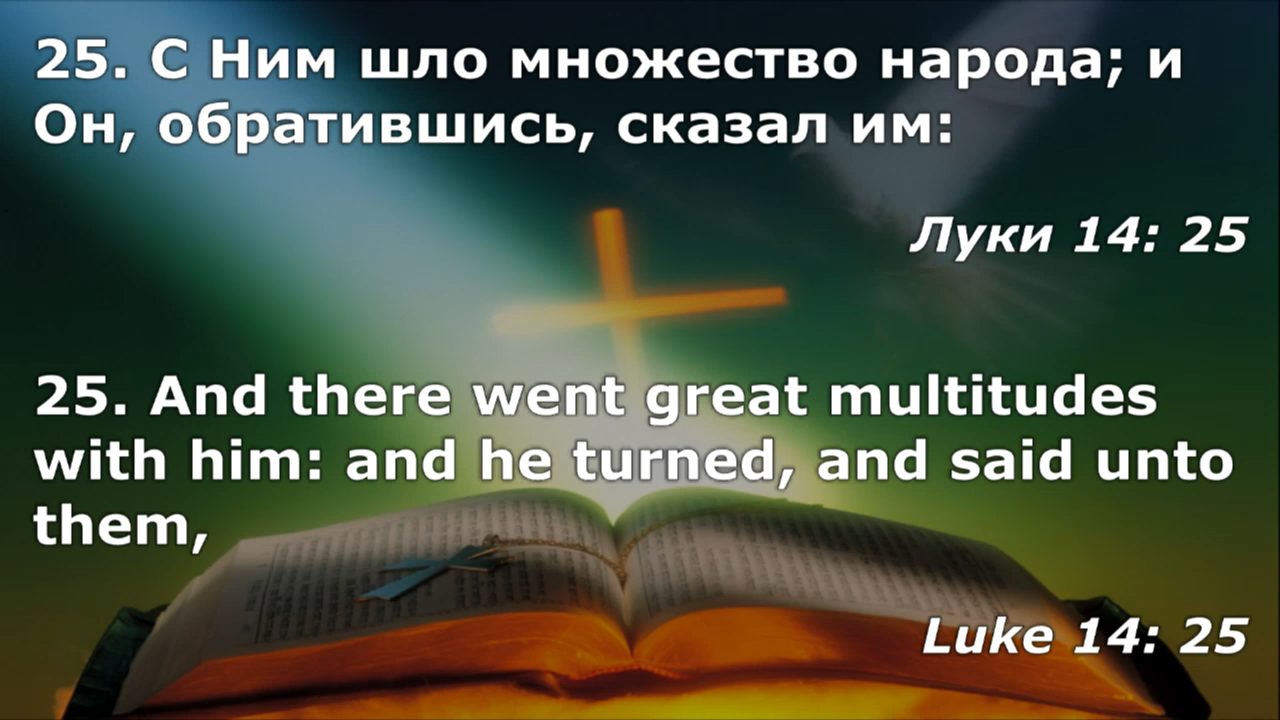 25. С Ним шло множество народа; и
Он, обратившись, сказал им:
Луки 14: 25
25. And there went great multitudes
with him: and he turned, and said unto
them,
Luke 14: 25